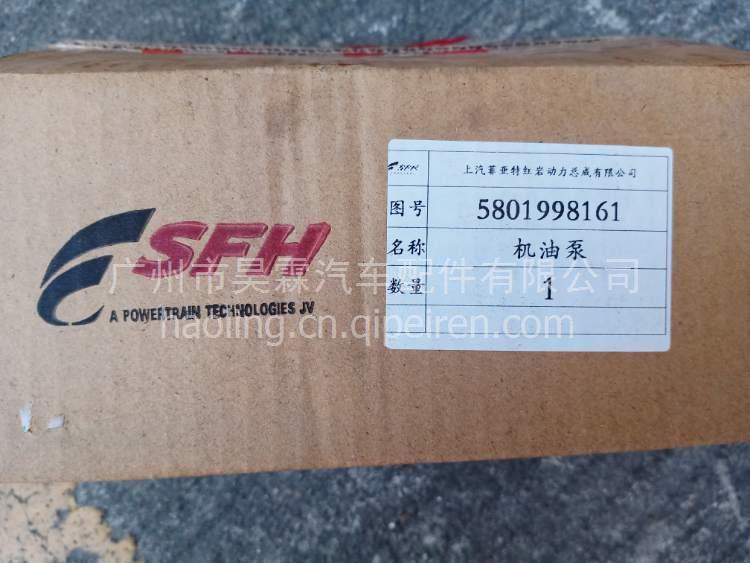 SFH
上汽菲亚特红岩动力总成有限公司
图号 5801998161
名称 机油泵
数量 1
SFH
A POWERTRAIN TECHNOLOGIES JV
广州市昊霖汽车配件有限公司
haoling.cn.qipeiren.com